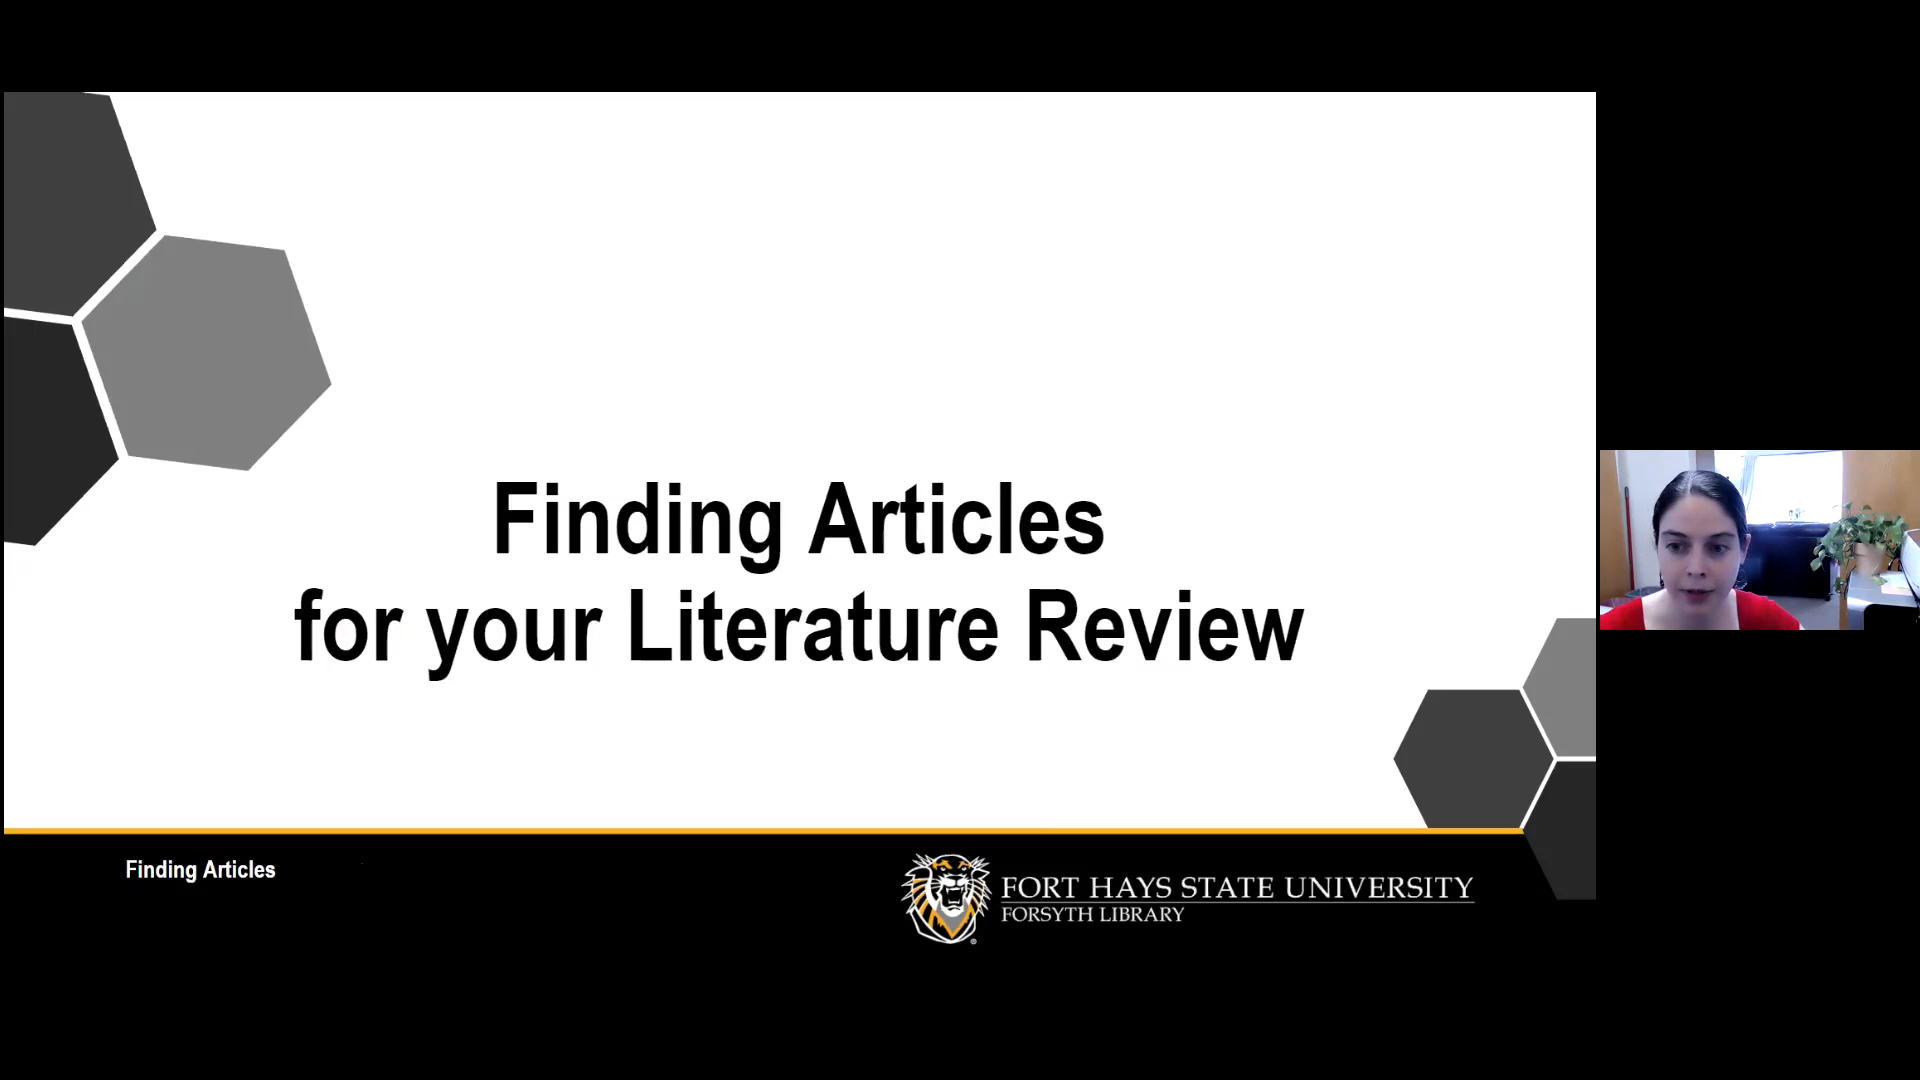 Finding Articles
for your Literature Review
Finding Articles
FORT HAYS STATE UNIVERSITY
FORSYTH LIBRARY